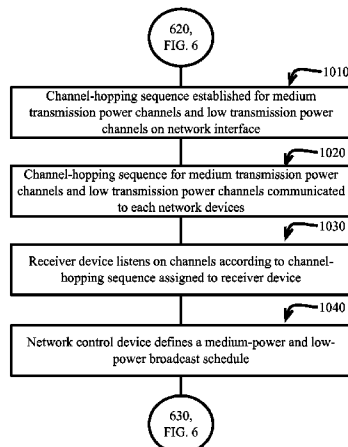 620,
FIG. 6
1010
Channel-hopping sequence established for medium
transmission power channels and low transmission power
channels on network interface
1020
Channel-hopping sequence for medium transmission power
channels and low transmission power channels communicated
to each network devices
1030
Receiver device listens on channels according to channel-
hopping sequence assigned to receiver device
1040
Network control device defines a medium-power and low-
power broadcast schedule
630,
FIG. 6